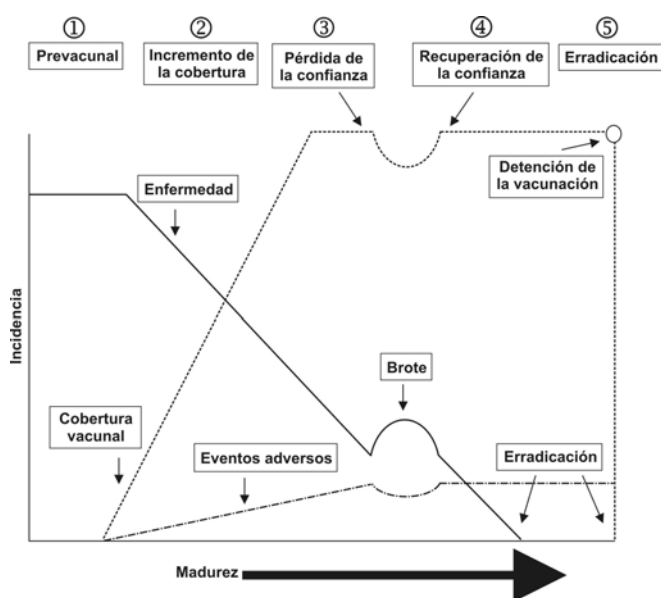 ①
Prevacunal
②
Incremento de
la cobertura
③
Pérdida de
la confianza
④
Recuperación de
la confianza
⑤
Erradicación
Detención de
la vacunación
Enfermedad
Incidencia
Brote
Cobertura
vacunal
Eventos adversos
Erradicación
Madurez